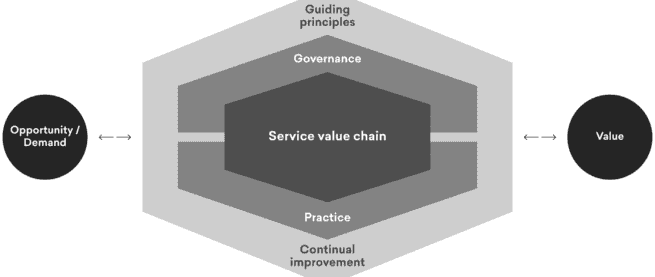 Guiding
principles
Governance
Opportunity /
Demand
Service value chain
Value
Practice
Continual
improvement